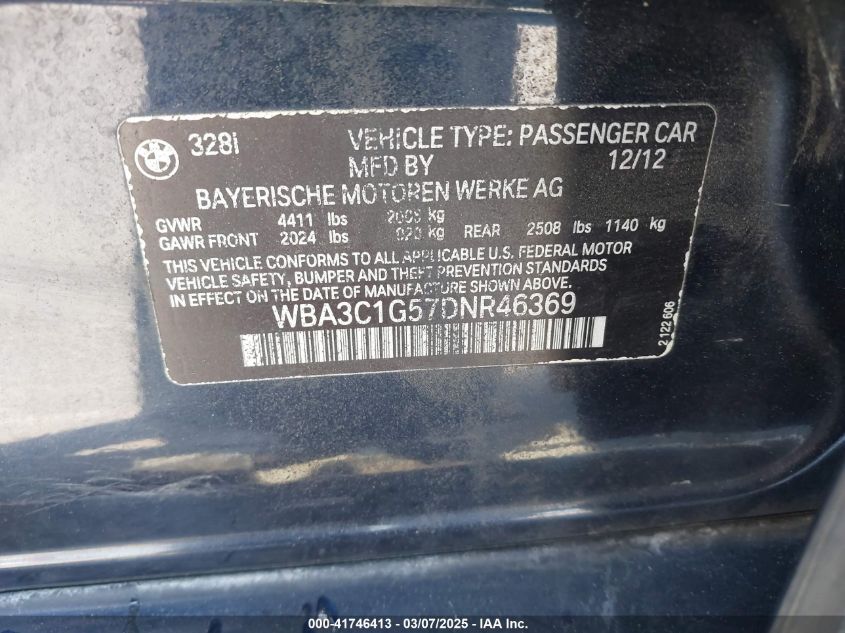 328i
VEHICLE TYPE: PASSENGER CAR
MFD BY 12/12
BAYERISCHE MOTOREN WERKE AG
GVWR 4411 lbs kg
GAWR FRONT 2024 lbs kg REAR 2508 lbs 1140 kg
THIS VEHICLE CONFORMS TO ALL APPLICABLE U.S. FEDERAL MOTOR
VEHICLE SAFETY, BUMPER AND THEFT PREVENTION STANDARDS
IN EFFECT ON THE DATE OF MANUFACTURE SHOWN ABOVE.
WBA3C1G57DNR46369
2 122 606
000-41746413 - 03/07/2025 - IAA Inc.